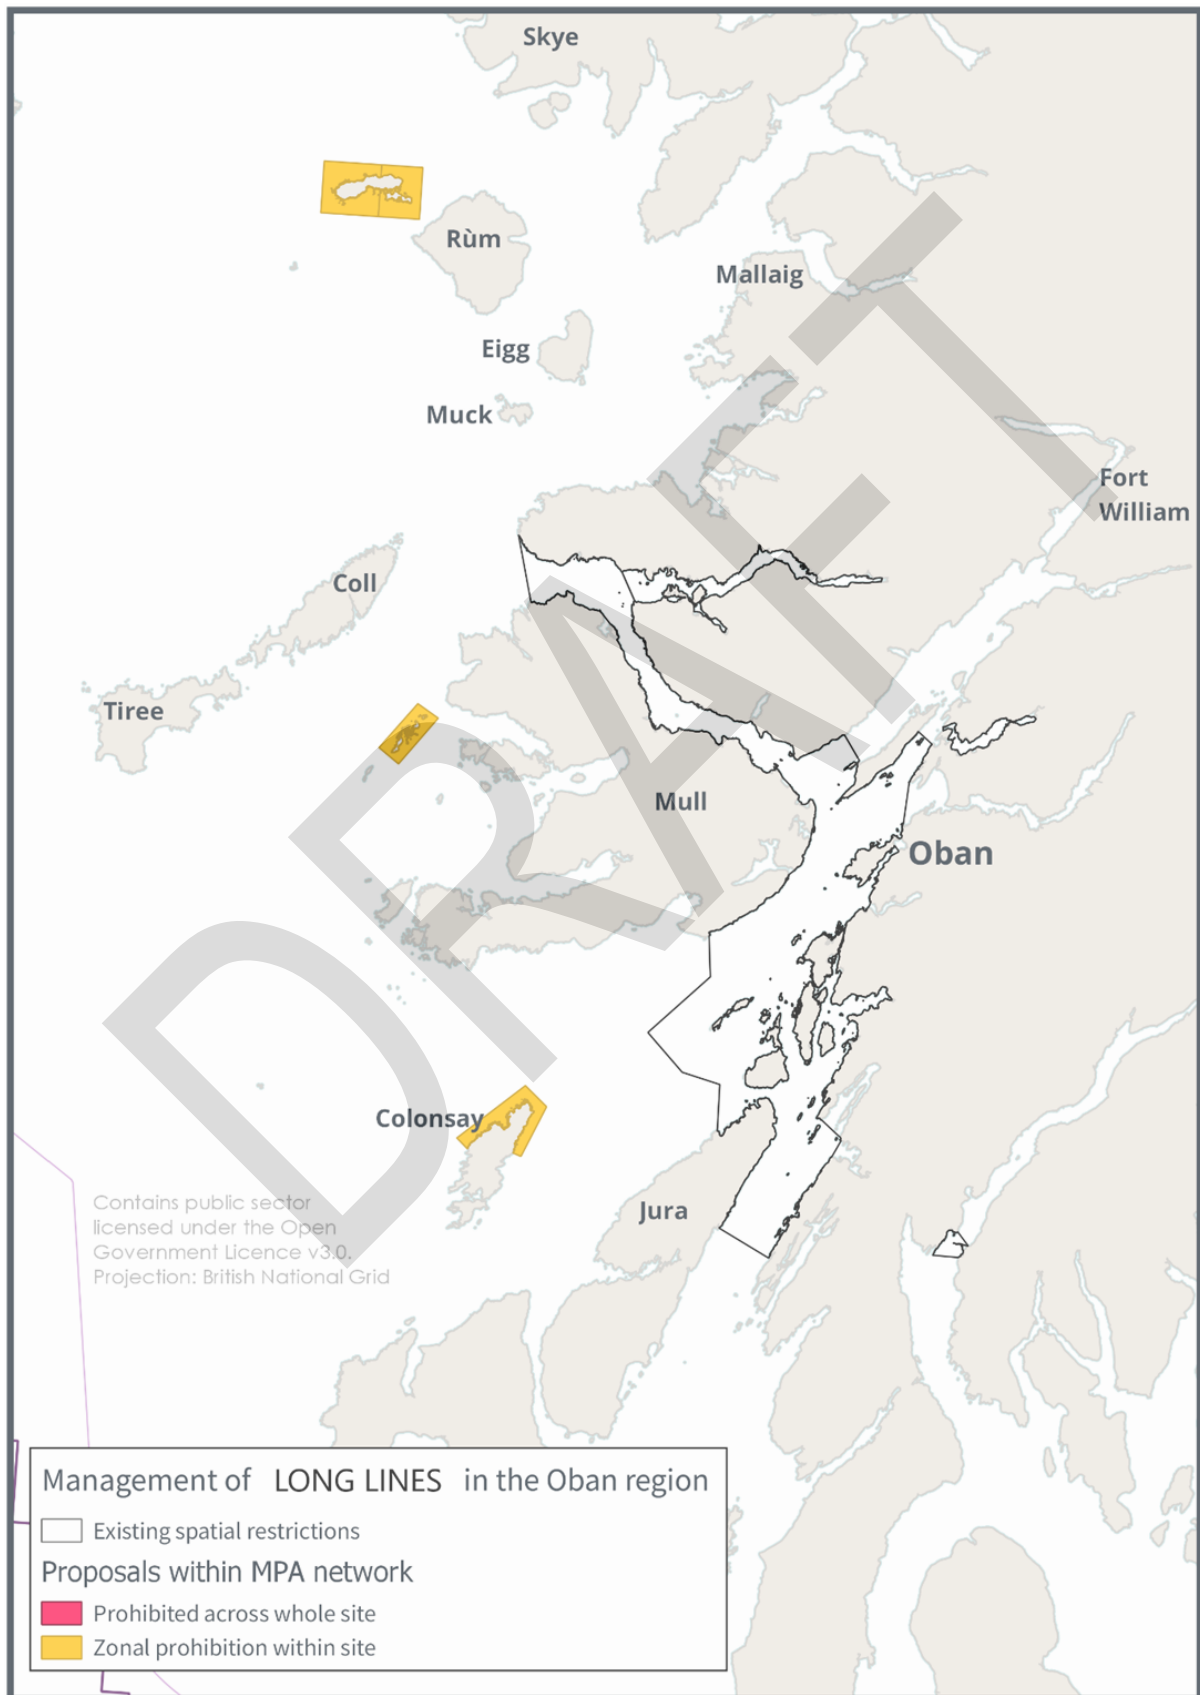 Skye
Rùm
Mallaig
Eigg
Muck
Fort
William
Coll
Tiree
Mull
Oban
Colonsay
Jura
DRAFT
Contains public sector
licensed under the Open
Government Licence v3.0.
Projection: British National Grid
Management of LONG LINES in the Oban region
Existing spatial restrictions
Proposals within MPA network
Prohibited across whole site
Zonal prohibition within site